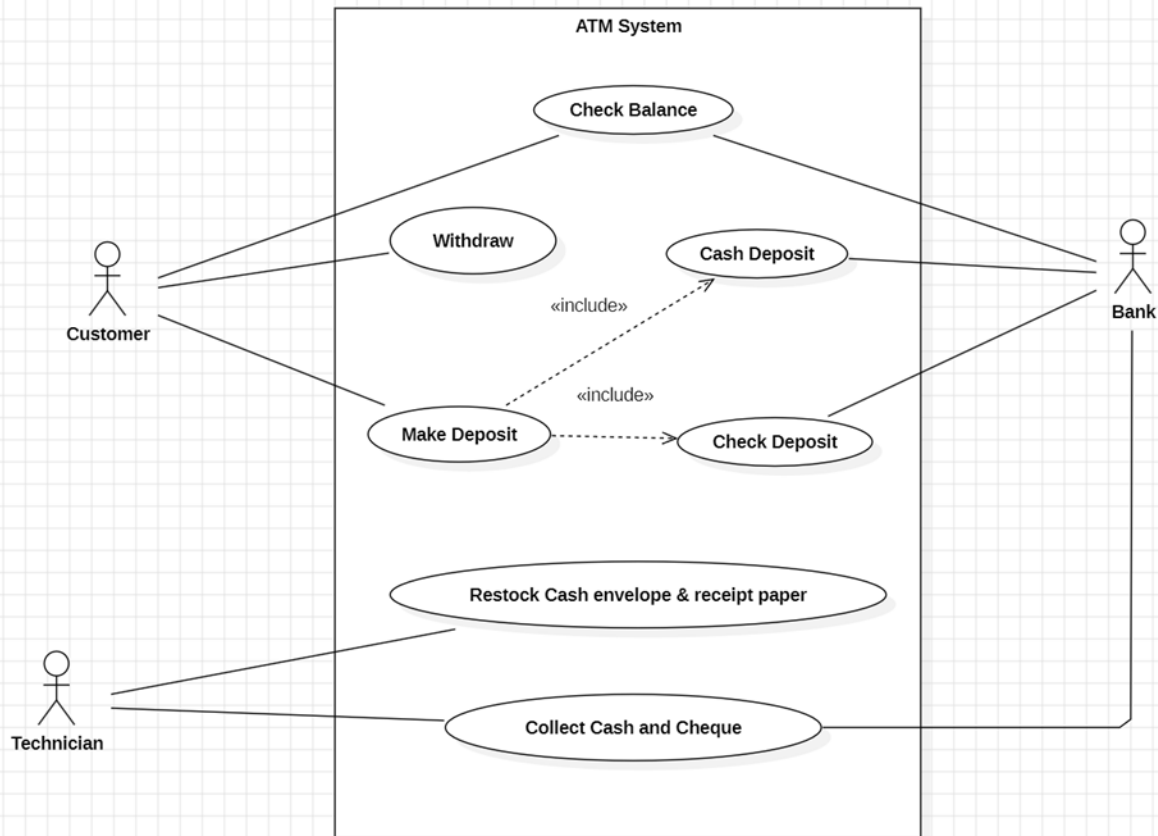 ATM System
Check Balance
Withdraw
Cash Deposit
«include»
Customer
Bank
«include»
Make Deposit
Check Deposit
Restock Cash envelope & receipt paper
Technician
Collect Cash and Cheque